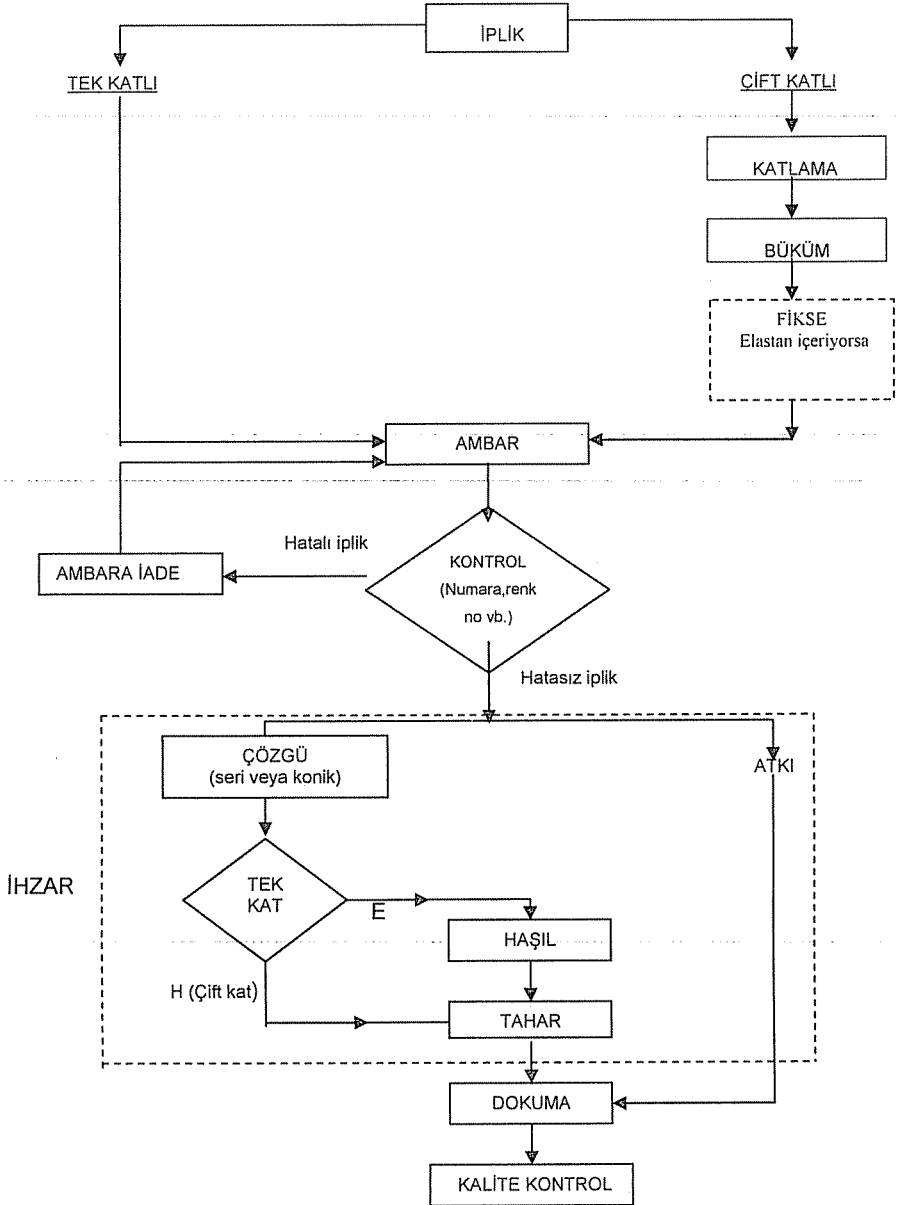 İPLİK
TEK KATLI
ÇİFT KATLI
KATLAMA
BÜKÜM
FİKSE
Elastan içeriyorsa
AMBAR
Hatalı iplik
AMBARA İADE
KONTROL
(Numara,renk
no vb.)
Hatasız iplik
ÇÖZGÜ
(seri veya konik)
ATKI
İHZAR
TEK
KAT
E
HAŞIL
H (Çift kat)
TAHAR
DOKUMA
KALİTE KONTROL